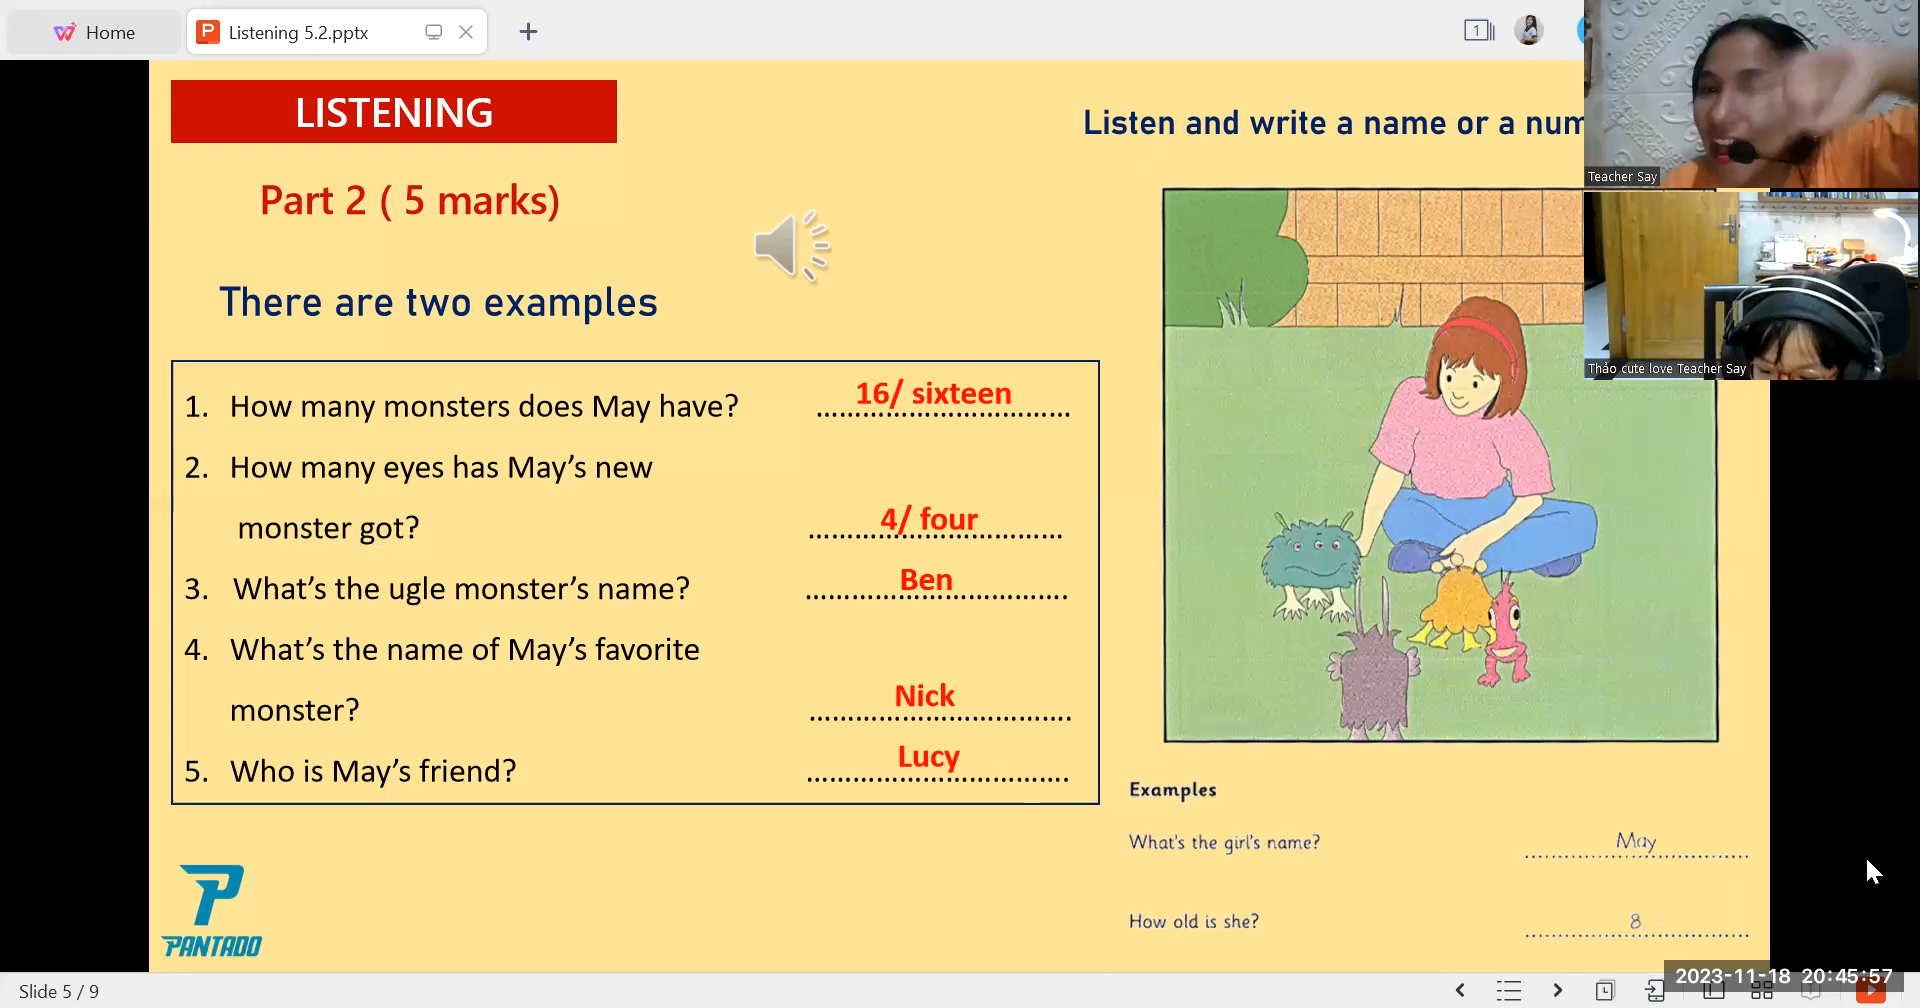 Home
Listening 5.2.pptx
1
LISTENING
Listen and write a name or a num
Part 2 ( 5 marks)
There are two examples
1. How many monsters does May have? 16/ sixteen
2. How many eyes has May's new
monster got? 4/ four
3. What's the ugle monster's name? Ben
4. What's the name of May's favorite
monster? Nick
5. Who is May's friend? Lucy
Teacher Say
Thảo cute love Teacher Say
Examples
What's the girl's name? May
How old is she? 8
PANTADO
Slide 5 / 9
2023-11-18 20:45:57